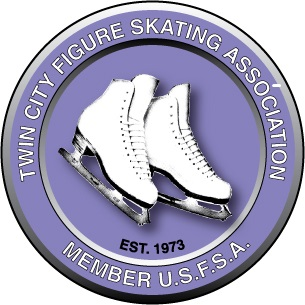 TWIN CITY FIGURE SKATING ASSOCIATION
EST. 1973
MEMBER U.S.F.S.A.